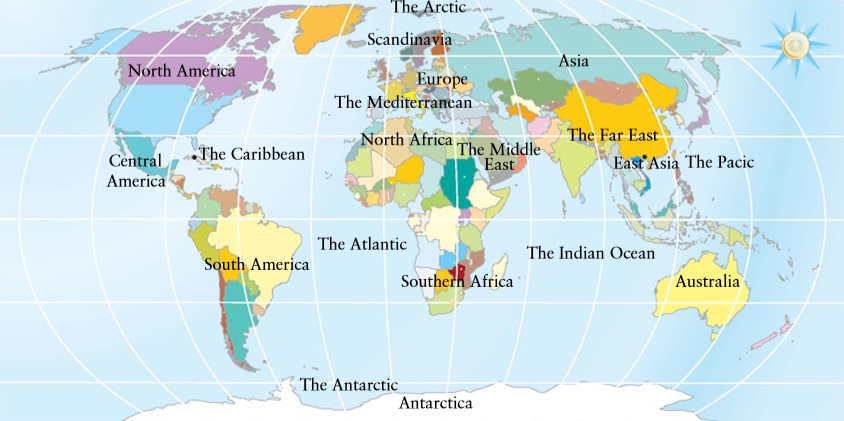 The Arctic
Scandinavia
Asia
North America
Europe
The Mediterranean
The Far East
North Africa
The Middle
East
The Caribbean
Central
America
East Asia
The Pacic
The Atlantic
The Indian Ocean
South America
Southern Africa
Australia
The Antarctic
Antarctica